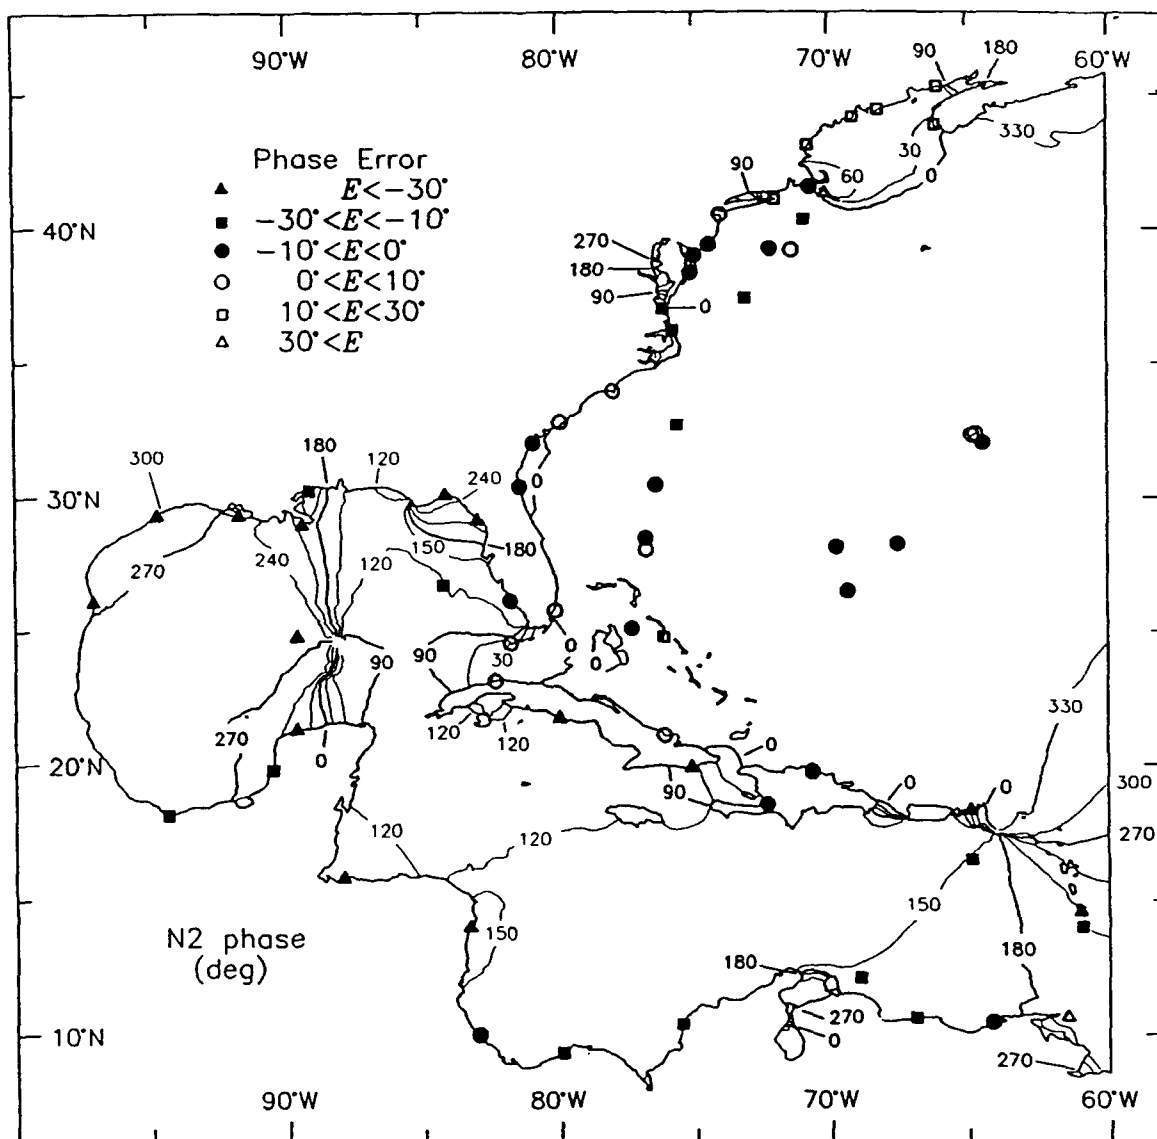 90°W 80°W 70°W 60°W
90 180
Phase Error
E<−30°
−30°<E<−10°
−10°<E<0°
0°<E<10°
10°<E<30°
30°<E
330
30
0
60
90
40°N
270
180
90
0
300 180 120
240
0
30°N
270 240 120 150 180
90 90 30 0 0
330
120 120
270 0
0
20°N
90
0 0
300
270
120 120
150
150
N2 phase
(deg)
180 180
270
0
10°N
270
90°W 80°W 70°W 60°W